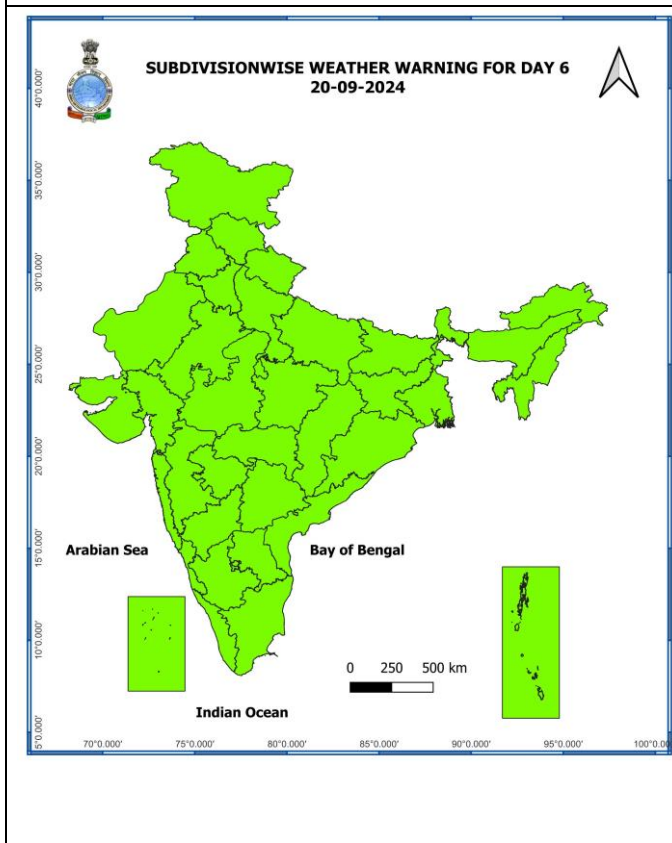 SUBDIVISIONWISE WEATHER WARNING FOR DAY 6
20-09-2024
40°0.000'
35°0.000'
30°0.000'
25°0.000'
20°0.000'
15°0.000'
10°0.000'
5°0.000'
Arabian Sea
Bay of Bengal
0 250 500 km
Indian Ocean
70°0.000' 75°0.000' 80°0.000' 85°0.000' 90°0.000' 95°0.000' 100°0.000'